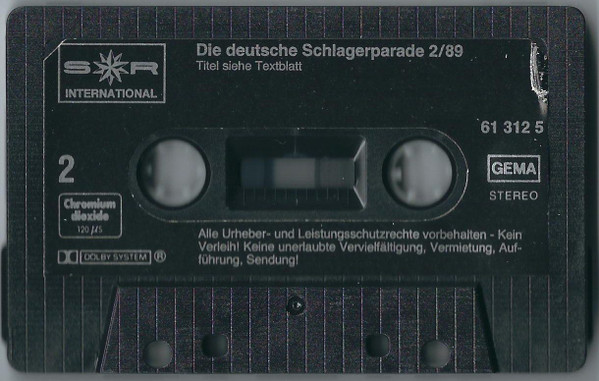 S R
INTERNATIONAL
Die deutsche Schlagerparade 2/89
Titel siehe Textblatt
61 312 5
2
GEMA
STEREO
Chromium
dioxide
120 µS
DOLBY SYSTEM ®
Alle Urheber- und Leistungsschutzrechte vorbehalten - Kein
Verleih! Keine unerlaubte Vervielfältigung, Vermietung, Auf-
führung, Sendung!